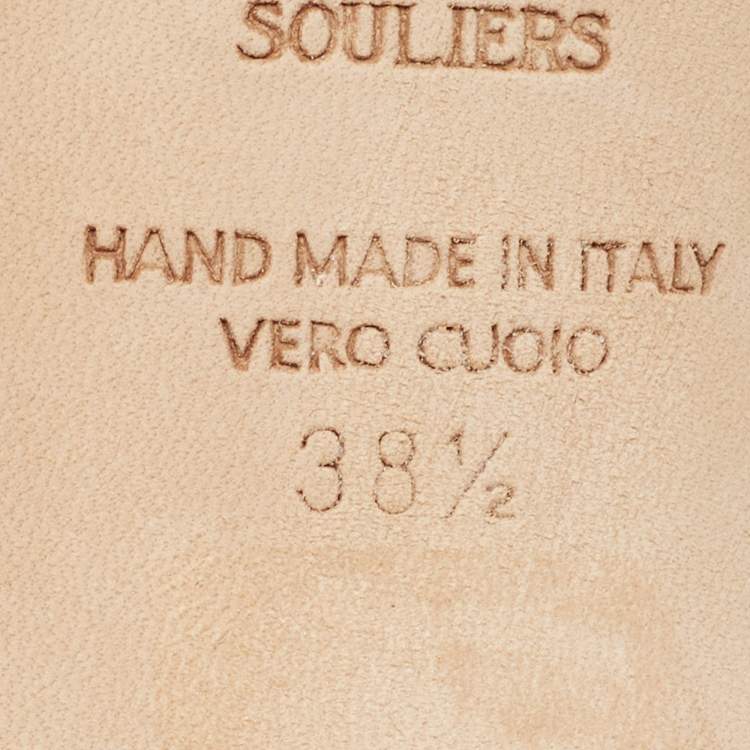 SOULIERS
HAND MADE IN ITALY
VERO CUOIO
38½